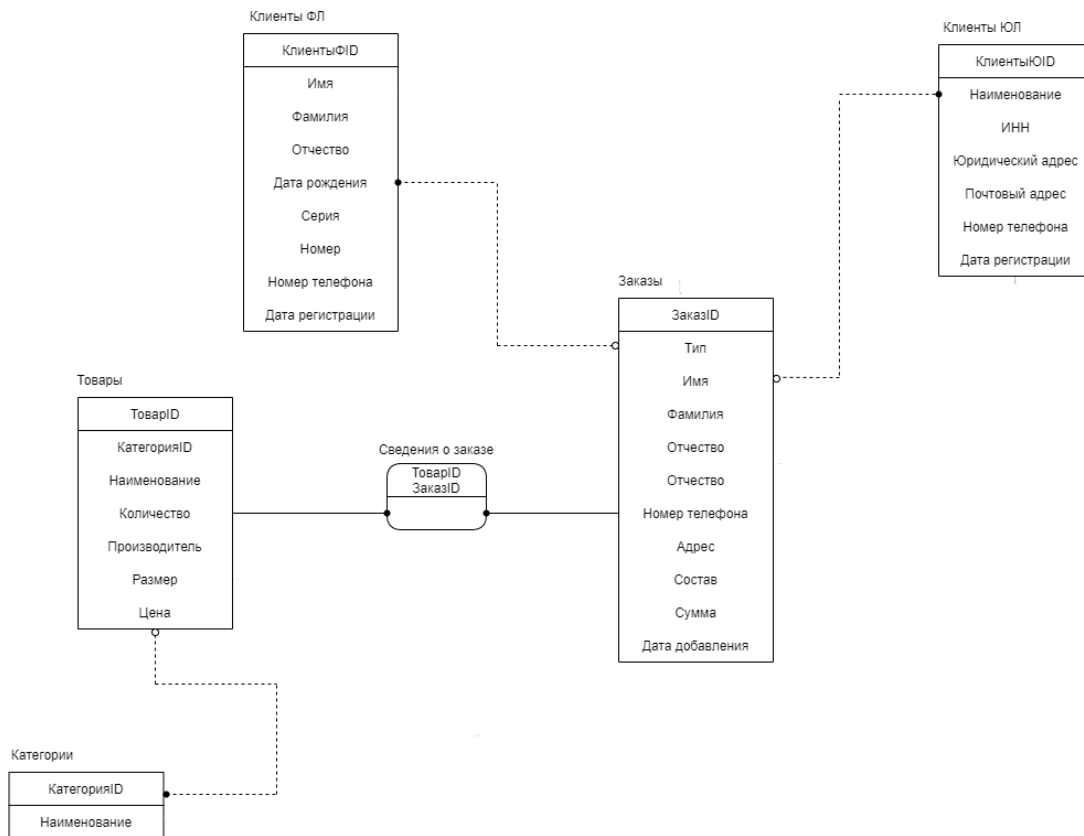 Клиенты ФЛ
КлиентыФID
Имя
Фамилия
Отчество
Дата рождения
Серия
Номер
Номер телефона
Дата регистрации
Клиенты ЮЛ
КлиентыЮID
Наименование
ИНН
Юридический адрес
Почтовый адрес
Номер телефона
Дата регистрации
Заказы
ЗаказID
Тип
Имя
Фамилия
Отчество
Отчество
Номер телефона
Адрес
Состав
Сумма
Дата добавления
Товары
ТоварID
КатегорияID
Наименование
Количество
Производитель
Размер
Цена
Сведения о заказе
ТоварID
ЗаказID
Категории
КатегорияID
Наименование